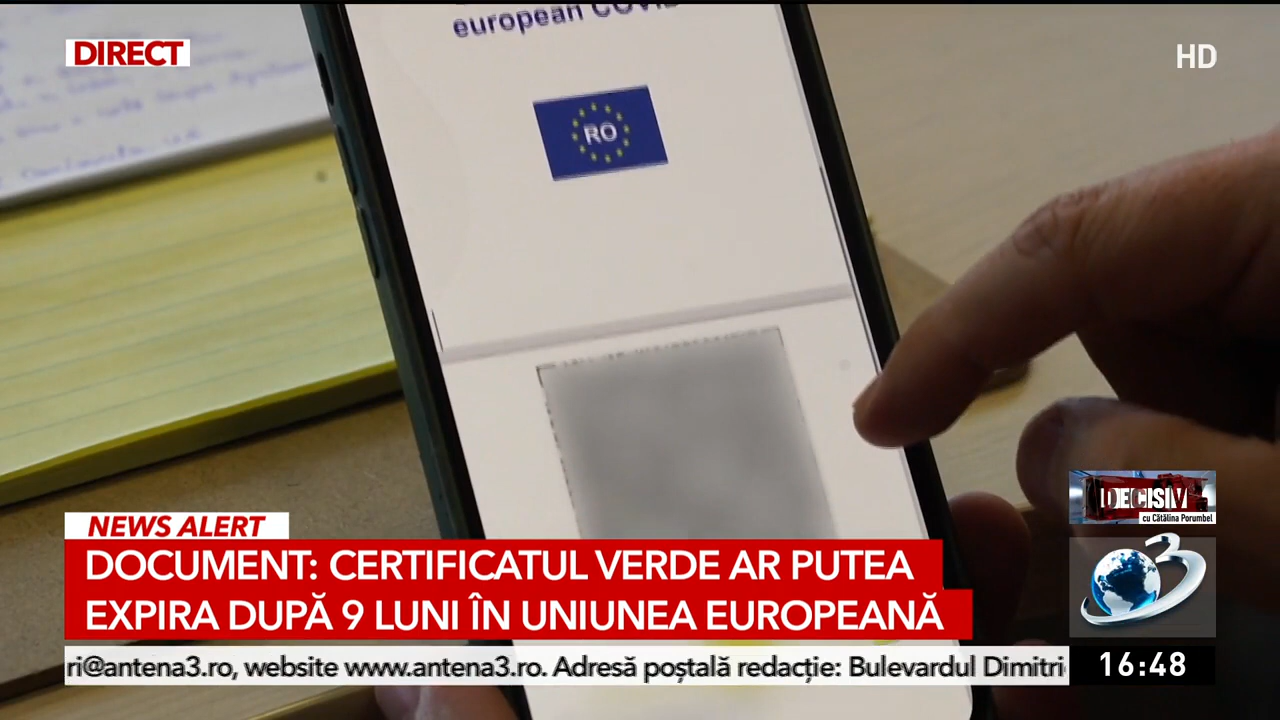 european COVID
DIRECT
HD
RO
DECISIV
cu Cătălina Porumbel
3
NEWS ALERT
DOCUMENT: CERTIFICATUL VERDE AR PUTEA
EXPIRA DUPĂ 9 LUNI ÎN UNIUNEA EUROPEANĂ
ri@antena3.ro, website www.antena3.ro. Adresă poștală redacție: Bulevardul Dimitri
16:48